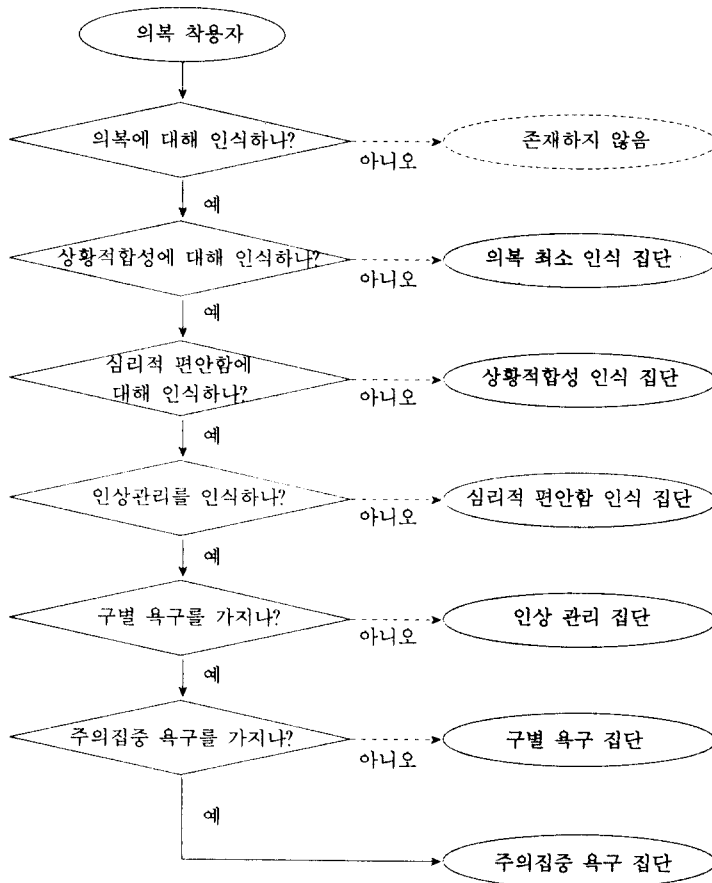 의복 착용자
의복에 대해 인식하나?
아니오
존재하지 않음
예
상황적합성에 대해 인식하나?
아니오
의복 최소 인식 집단
예
심리적 편안함에
대해 인식하나?
아니오
상황적합성 인식 집단
예
인상관리를 인식하나?
아니오
심리적 편안함 인식 집단
예
구별 욕구를 가지나?
아니오
인상 관리 집단
예
주의집중 욕구를 가지나?
아니오
구별 욕구 집단
예
주의집중 욕구 집단